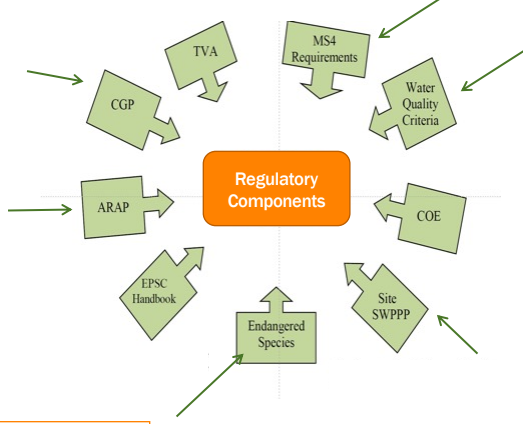 TVA
MS4
Requirements
CGP
Water
Quality
Criteria
Regulatory
Components
ARAP
COE
EPSC
Handbook
Site
SWPPP
Endangered
Species